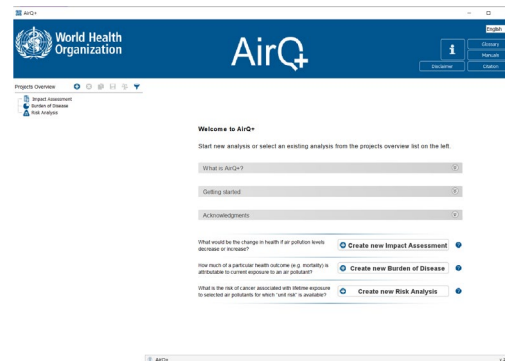 AirQ+
World Health
Organization
AirQ+
English
i
Glossary
Manuals
Disclaimer
Citation
Projects Overview
Impact Assessment
Burden of Disease
Risk Analysis
Welcome to AirQ+
Start new analysis or select an existing analysis from the projects overview list on the left.
What is AirQ+?
Getting started
Acknowledgments
What would be the change in health if air pollution levels
decrease or increase?
Create new Impact Assessment
How much of a particular health outcome (e.g. mortality) is
attributable to current exposure to an air pollutant?
Create new Burden of Disease
What is the risk of cancer associated with lifetime exposure
to selected air pollutants for which "unit risk" is available?
Create new Risk Analysis
AirQ+